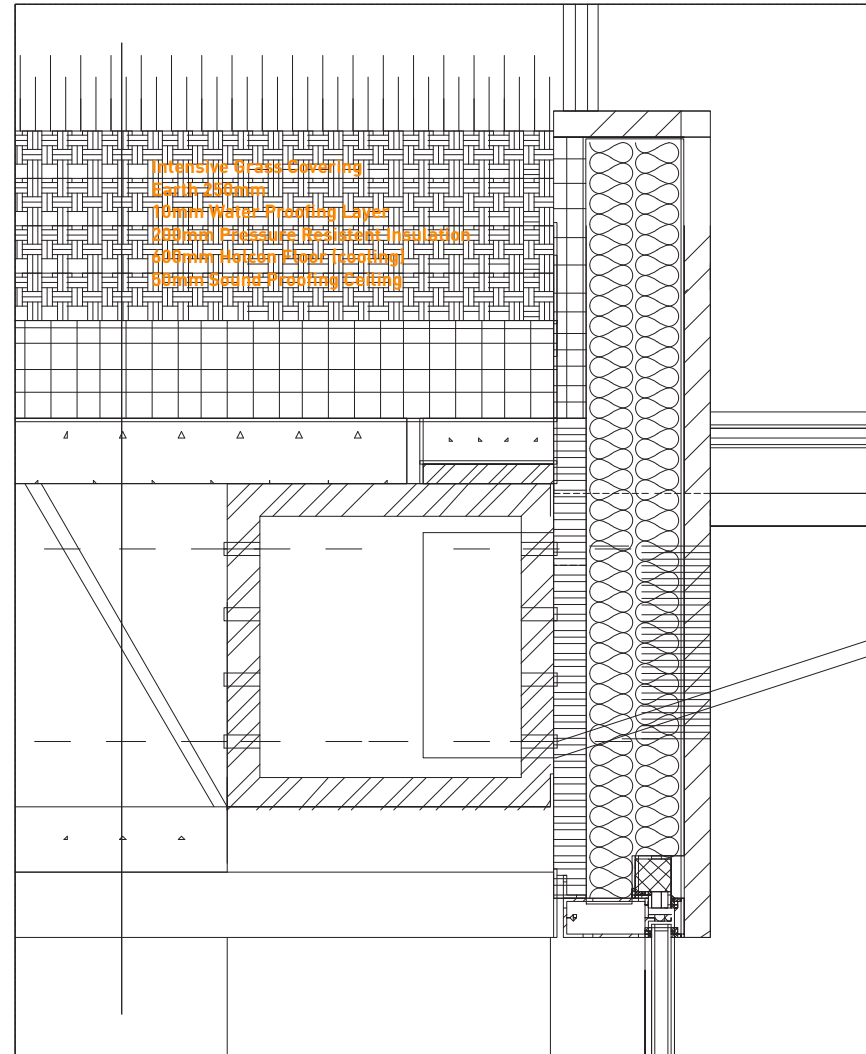 Intensive Grass Covering
Earth 250mm
10mm Water Proofing Layer
200mm Pressure Resistent Insulation
600mm Holcon Floor (cooling)
50mm Sound Proofing Ceiling